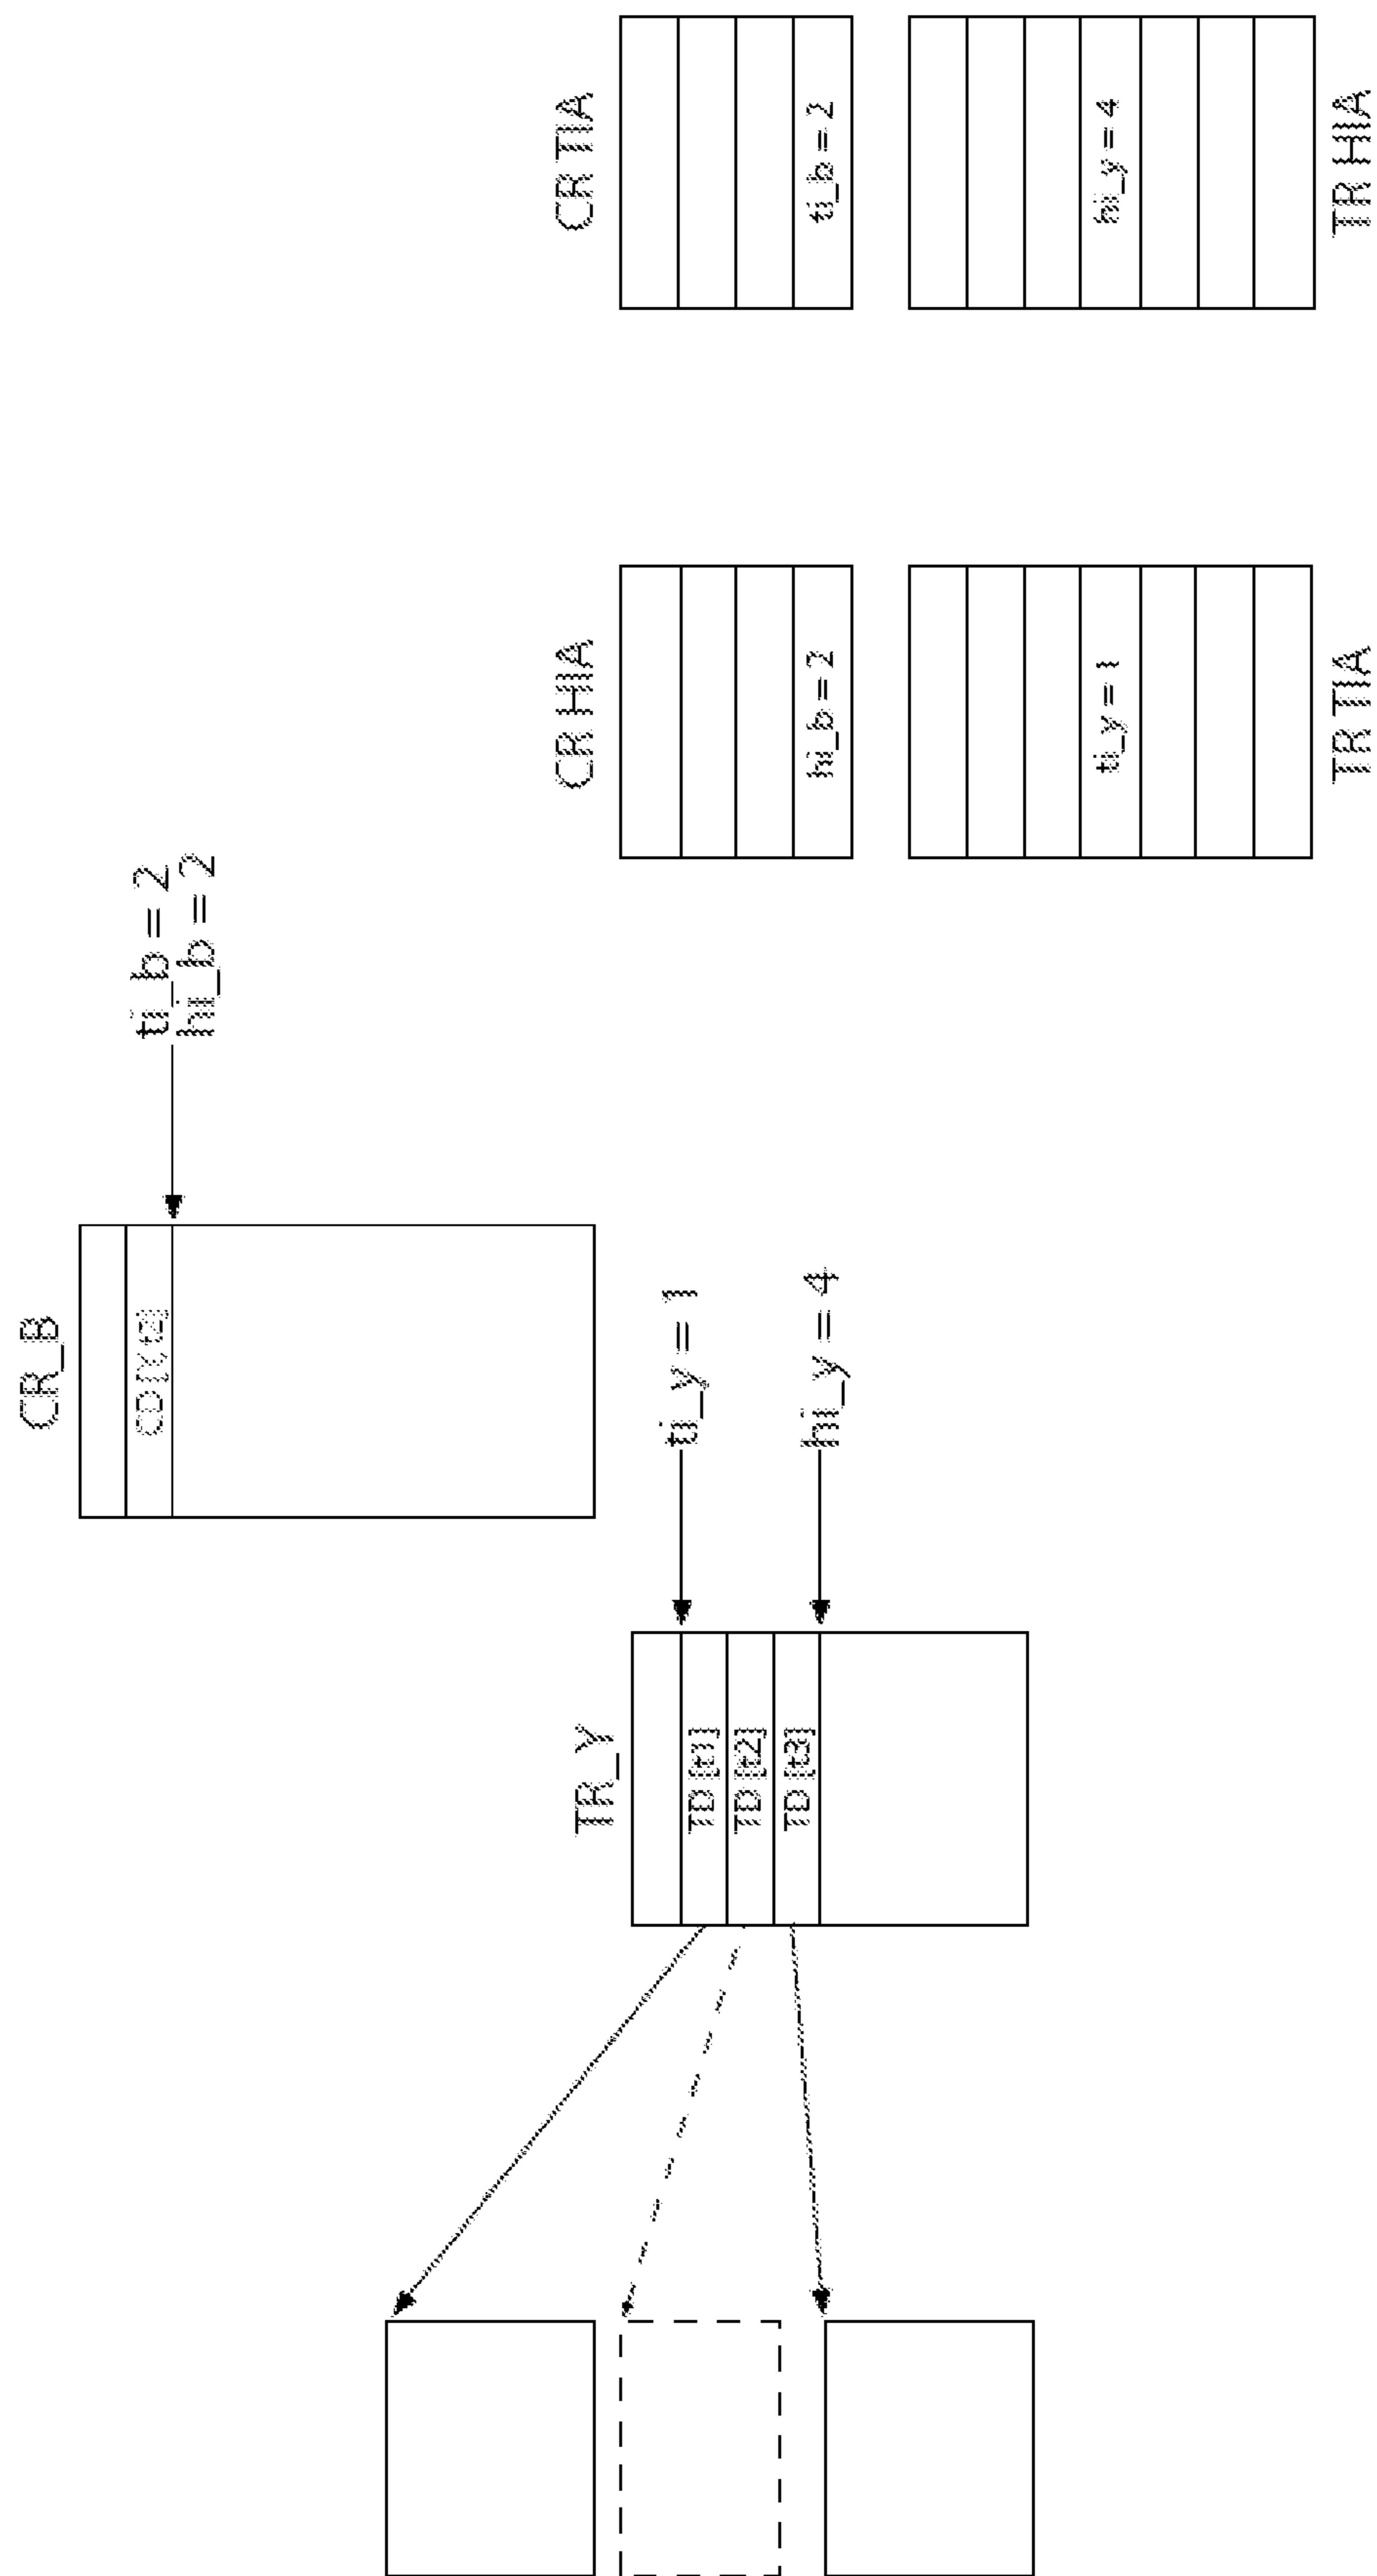 CR_B
CD [Y t2]
ti_b = 2
hi_b = 2
TR_Y
TD [t1]
TD [t2]
TD [t3]
ti_y = 1
hi_y = 4
CR HIA
hi_b = 2
ti_y = 1
TR TIA
CR TIA
ti_b = 2
hi_y = 4
TR HIA